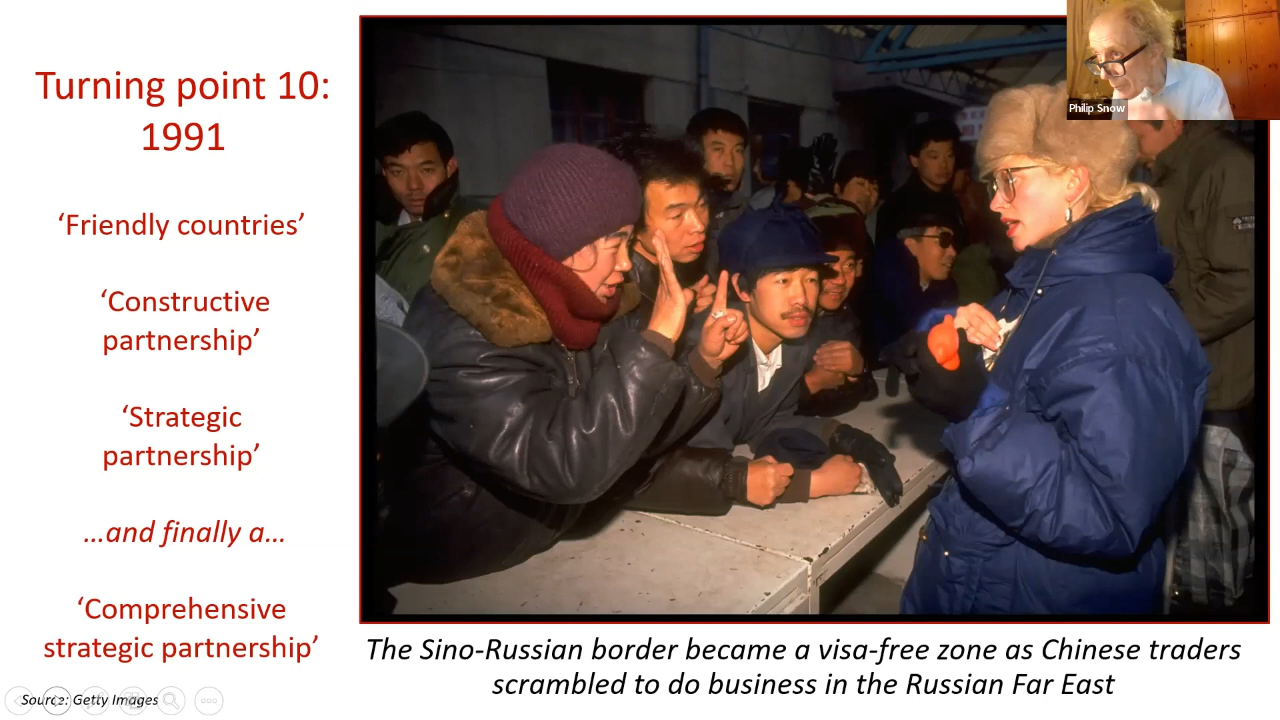 Turning point 10:
1991
‘Friendly countries’
‘Constructive
partnership’
‘Strategic
partnership’
…and finally a…
‘Comprehensive
strategic partnership’
Source: Getty Images
Philip Snow
The Sino-Russian border became a visa-free zone as Chinese traders
scrambled to do business in the Russian Far East